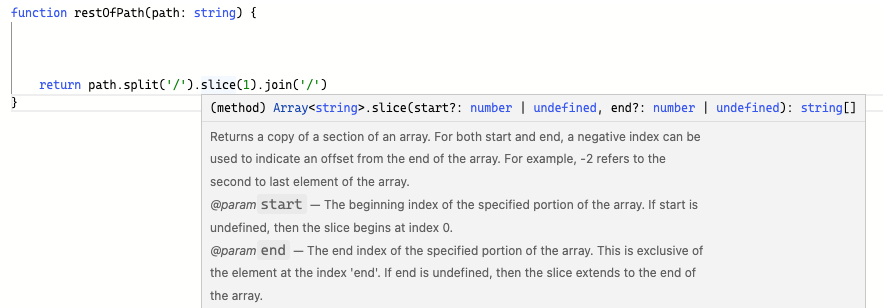 function restOfPath(path: string) {
return path.split('/').slice(1).join('/')
}
(method) Array<string>.slice(start?: number | undefined, end?: number | undefined): string[]
Returns a copy of a section of an array. For both start and end, a negative index can be
used to indicate an offset from the end of the array. For example, -2 refers to the
second to last element of the array.
@param start — The beginning index of the specified portion of the array. If start is
undefined, then the slice begins at index 0.
@param end — The end index of the specified portion of the array. This is exclusive of
the element at the index 'end'. If end is undefined, then the slice extends to the end of
the array.